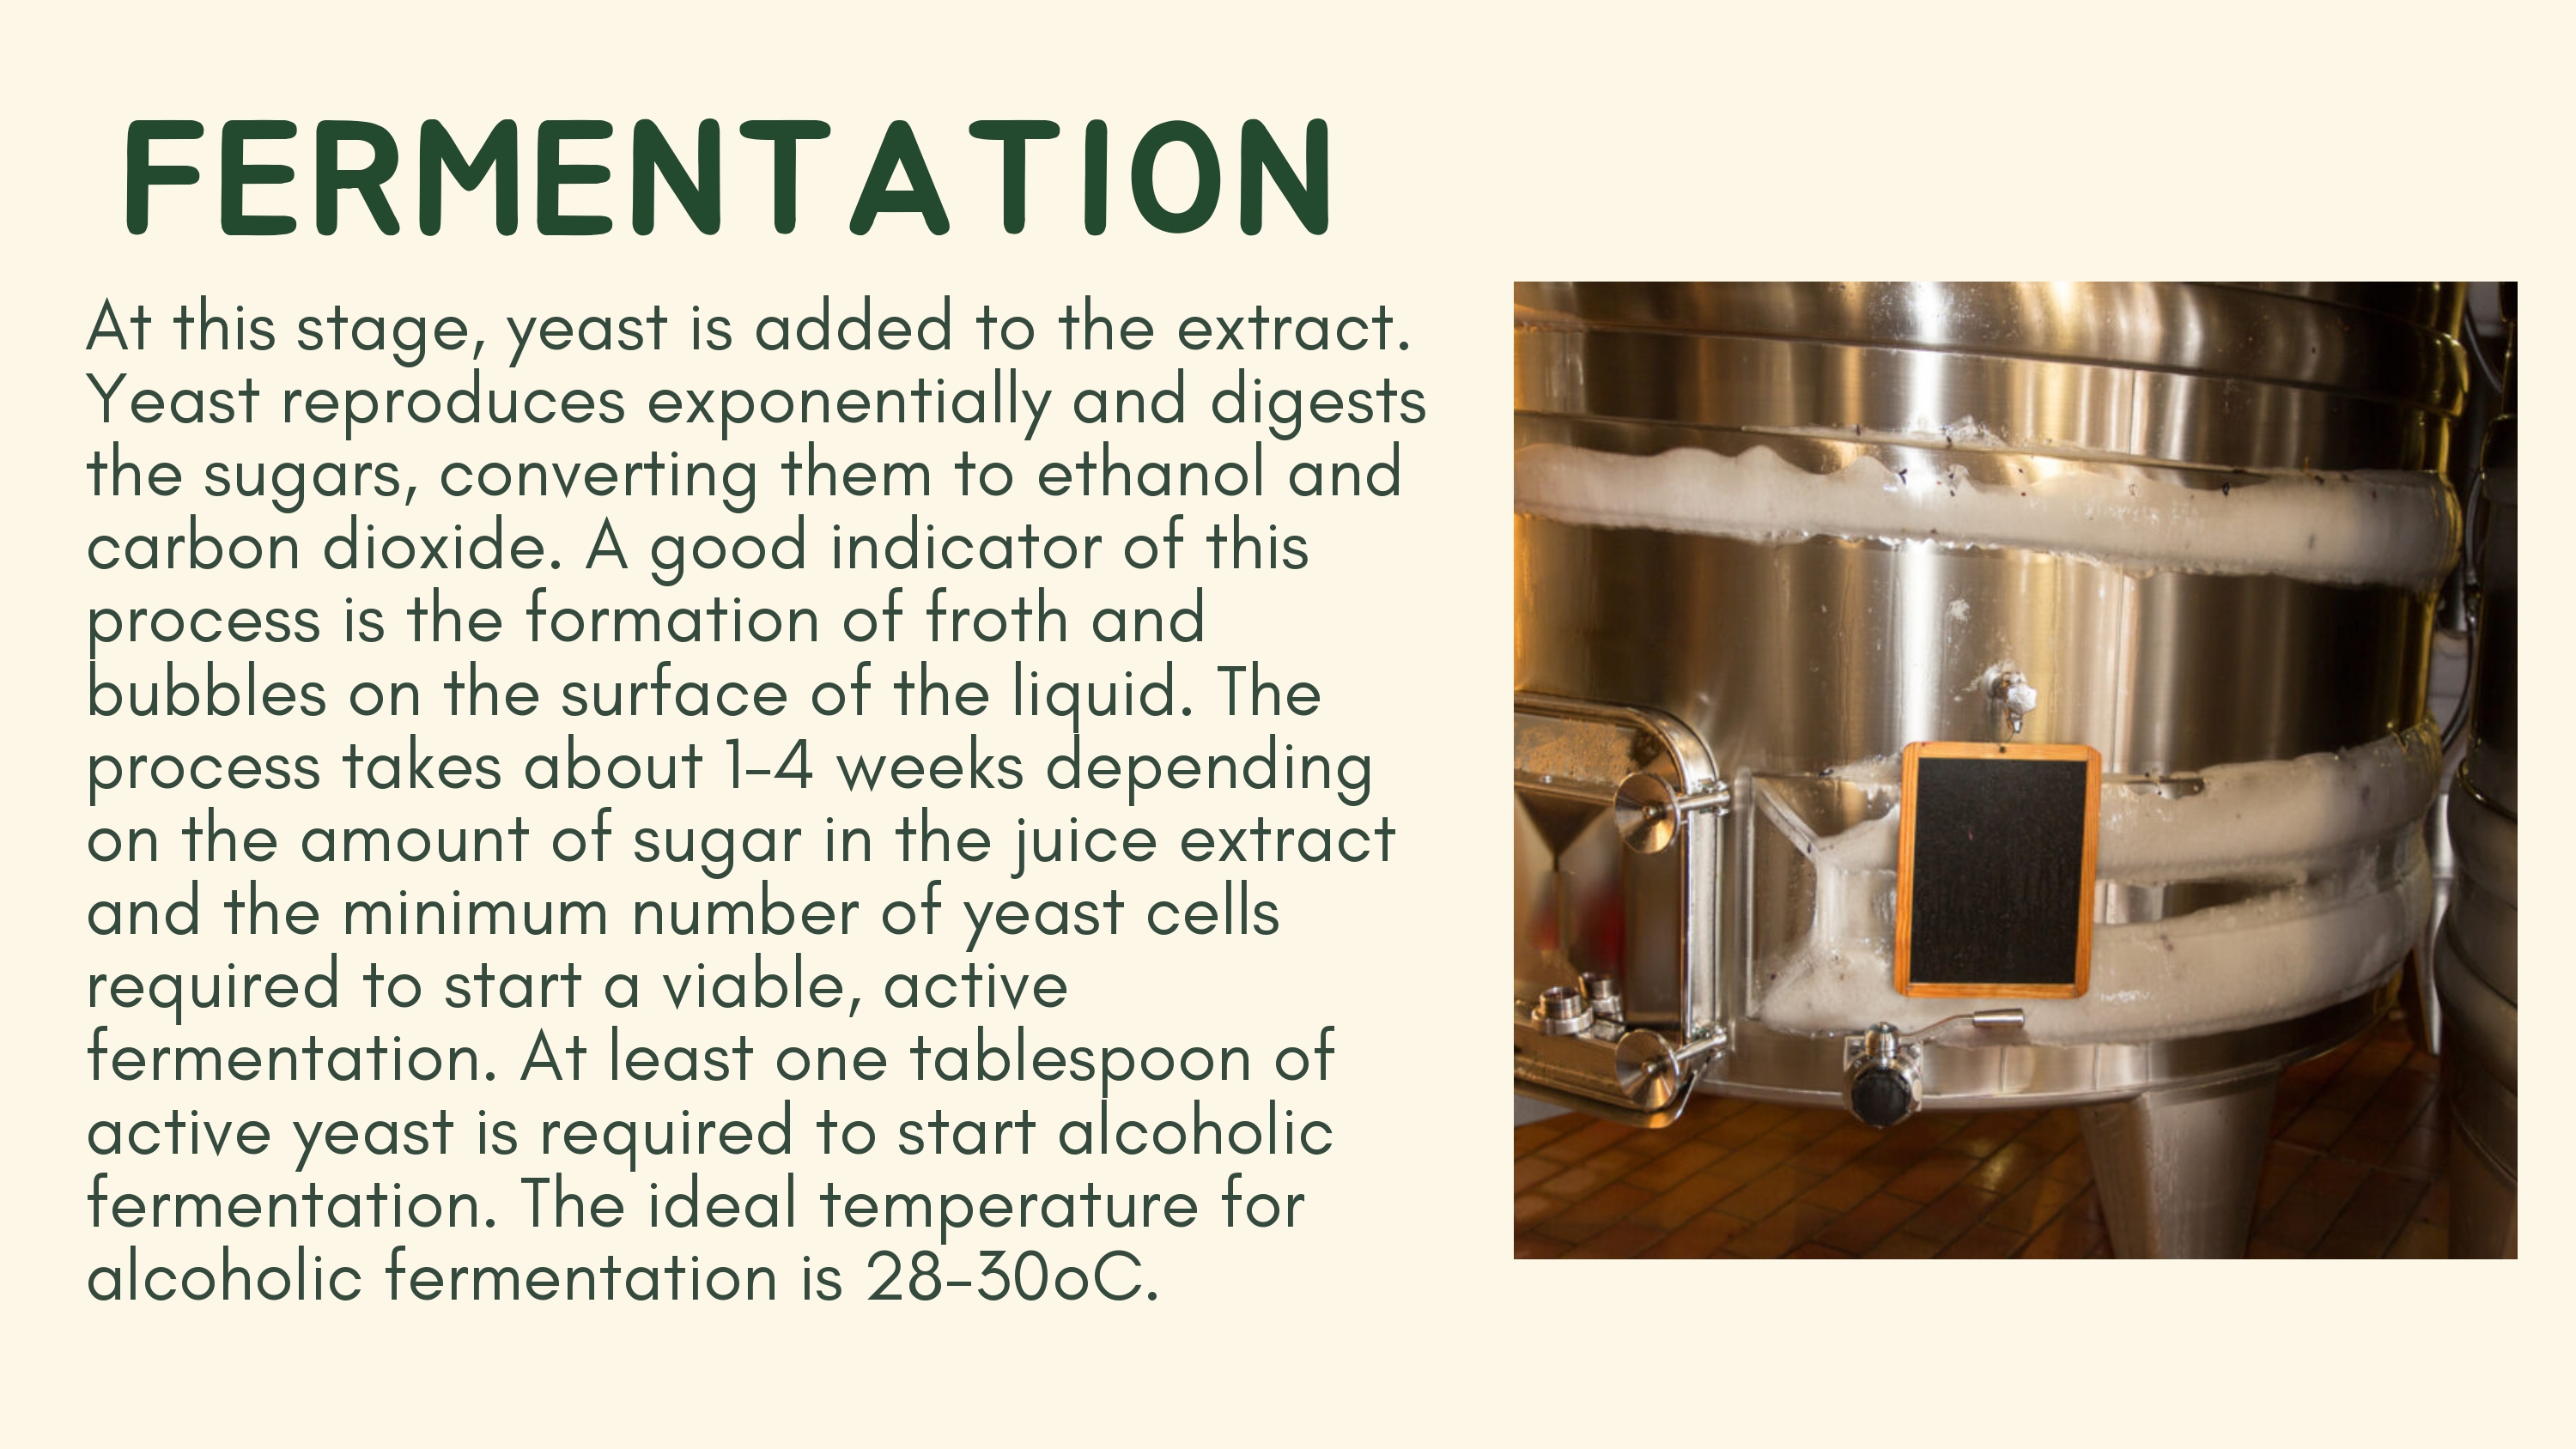 FERMENTATION
At this stage, yeast is added to the extract.
Yeast reproduces exponentially and digests
the sugars, converting them to ethanol and
carbon dioxide. A good indicator of this
process is the formation of froth and
bubbles on the surface of the liquid. The
process takes about 1-4 weeks depending
on the amount of sugar in the juice extract
and the minimum number of yeast cells
required to start a viable, active
fermentation. At least one tablespoon of
active yeast is required to start alcoholic
fermentation. The ideal temperature for
alcoholic fermentation is 28-30oC.